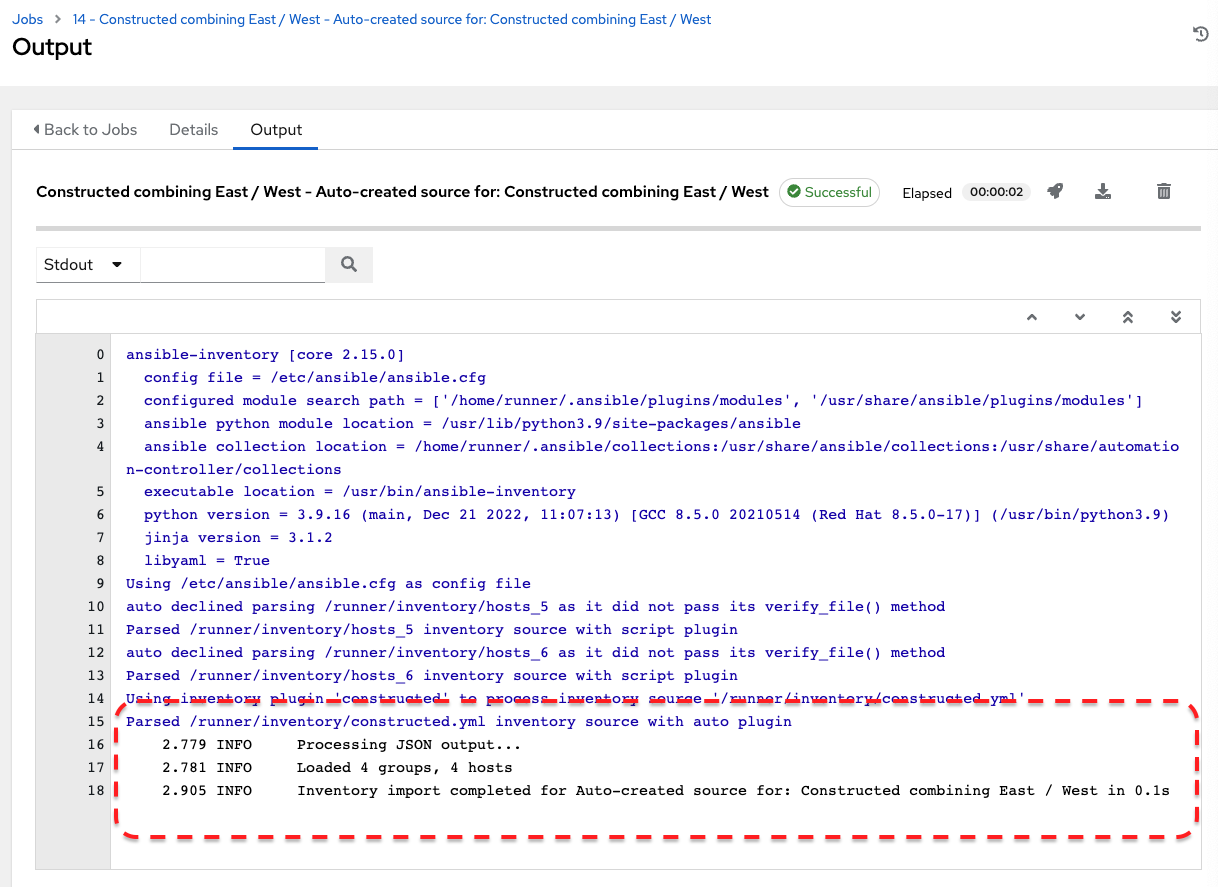 Jobs > 14 - Constructed combining East / West - Auto-created source for: Constructed combining East / West
Output
Back to Jobs Details Output
Constructed combining East / West - Auto-created source for: Constructed combining East / West Successful Elapsed 00:00:02
Stdout
0 ansible-inventory [core 2.15.0]
1 config file = /etc/ansible/ansible.cfg
2 configured module search path = ['/home/runner/.ansible/plugins/modules', '/usr/share/ansible/plugins/modules']
3 ansible python module location = /usr/lib/python3.9/site-packages/ansible
4 ansible collection location = /home/runner/.ansible/collections:/usr/share/ansible/collections:/usr/share/automatio
n-controller/collections
5 executable location = /usr/bin/ansible-inventory
6 python version = 3.9.16 (main, Dec 21 2022, 11:07:13) [GCC 8.5.0 20210514 (Red Hat 8.5.0-17)] (/usr/bin/python3.9)
7 jinja version = 3.1.2
8 libyaml = True
9 Using /etc/ansible/ansible.cfg as config file
10 auto declined parsing /runner/inventory/hosts_5 as it did not pass its verify_file() method
11 Parsed /runner/inventory/hosts_5 inventory source with script plugin
12 auto declined parsing /runner/inventory/hosts_6 as it did not pass its verify_file() method
13 Parsed /runner/inventory/hosts_6 inventory source with script plugin
14 Using inventory plugin 'constructed' to process inventory source '/runner/inventory/constructed.yml'
15 Parsed /runner/inventory/constructed.yml inventory source with auto plugin
16 2.779 INFO Processing JSON output...
17 2.781 INFO Loaded 4 groups, 4 hosts
18 2.905 INFO Inventory import completed for Auto-created source for: Constructed combining East / West in 0.1s